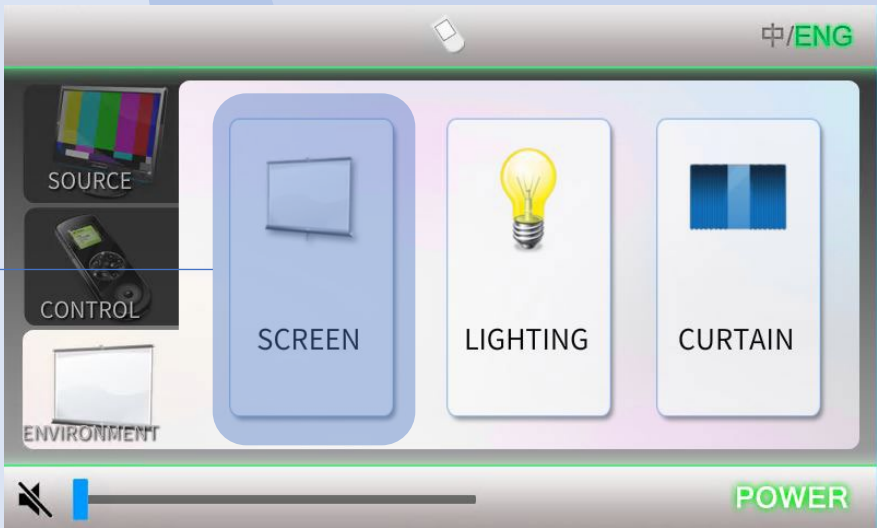 中/ENG
SOURCE
CONTROL
ENVIRONMENT
SCREEN
LIGHTING
CURTAIN
POWER